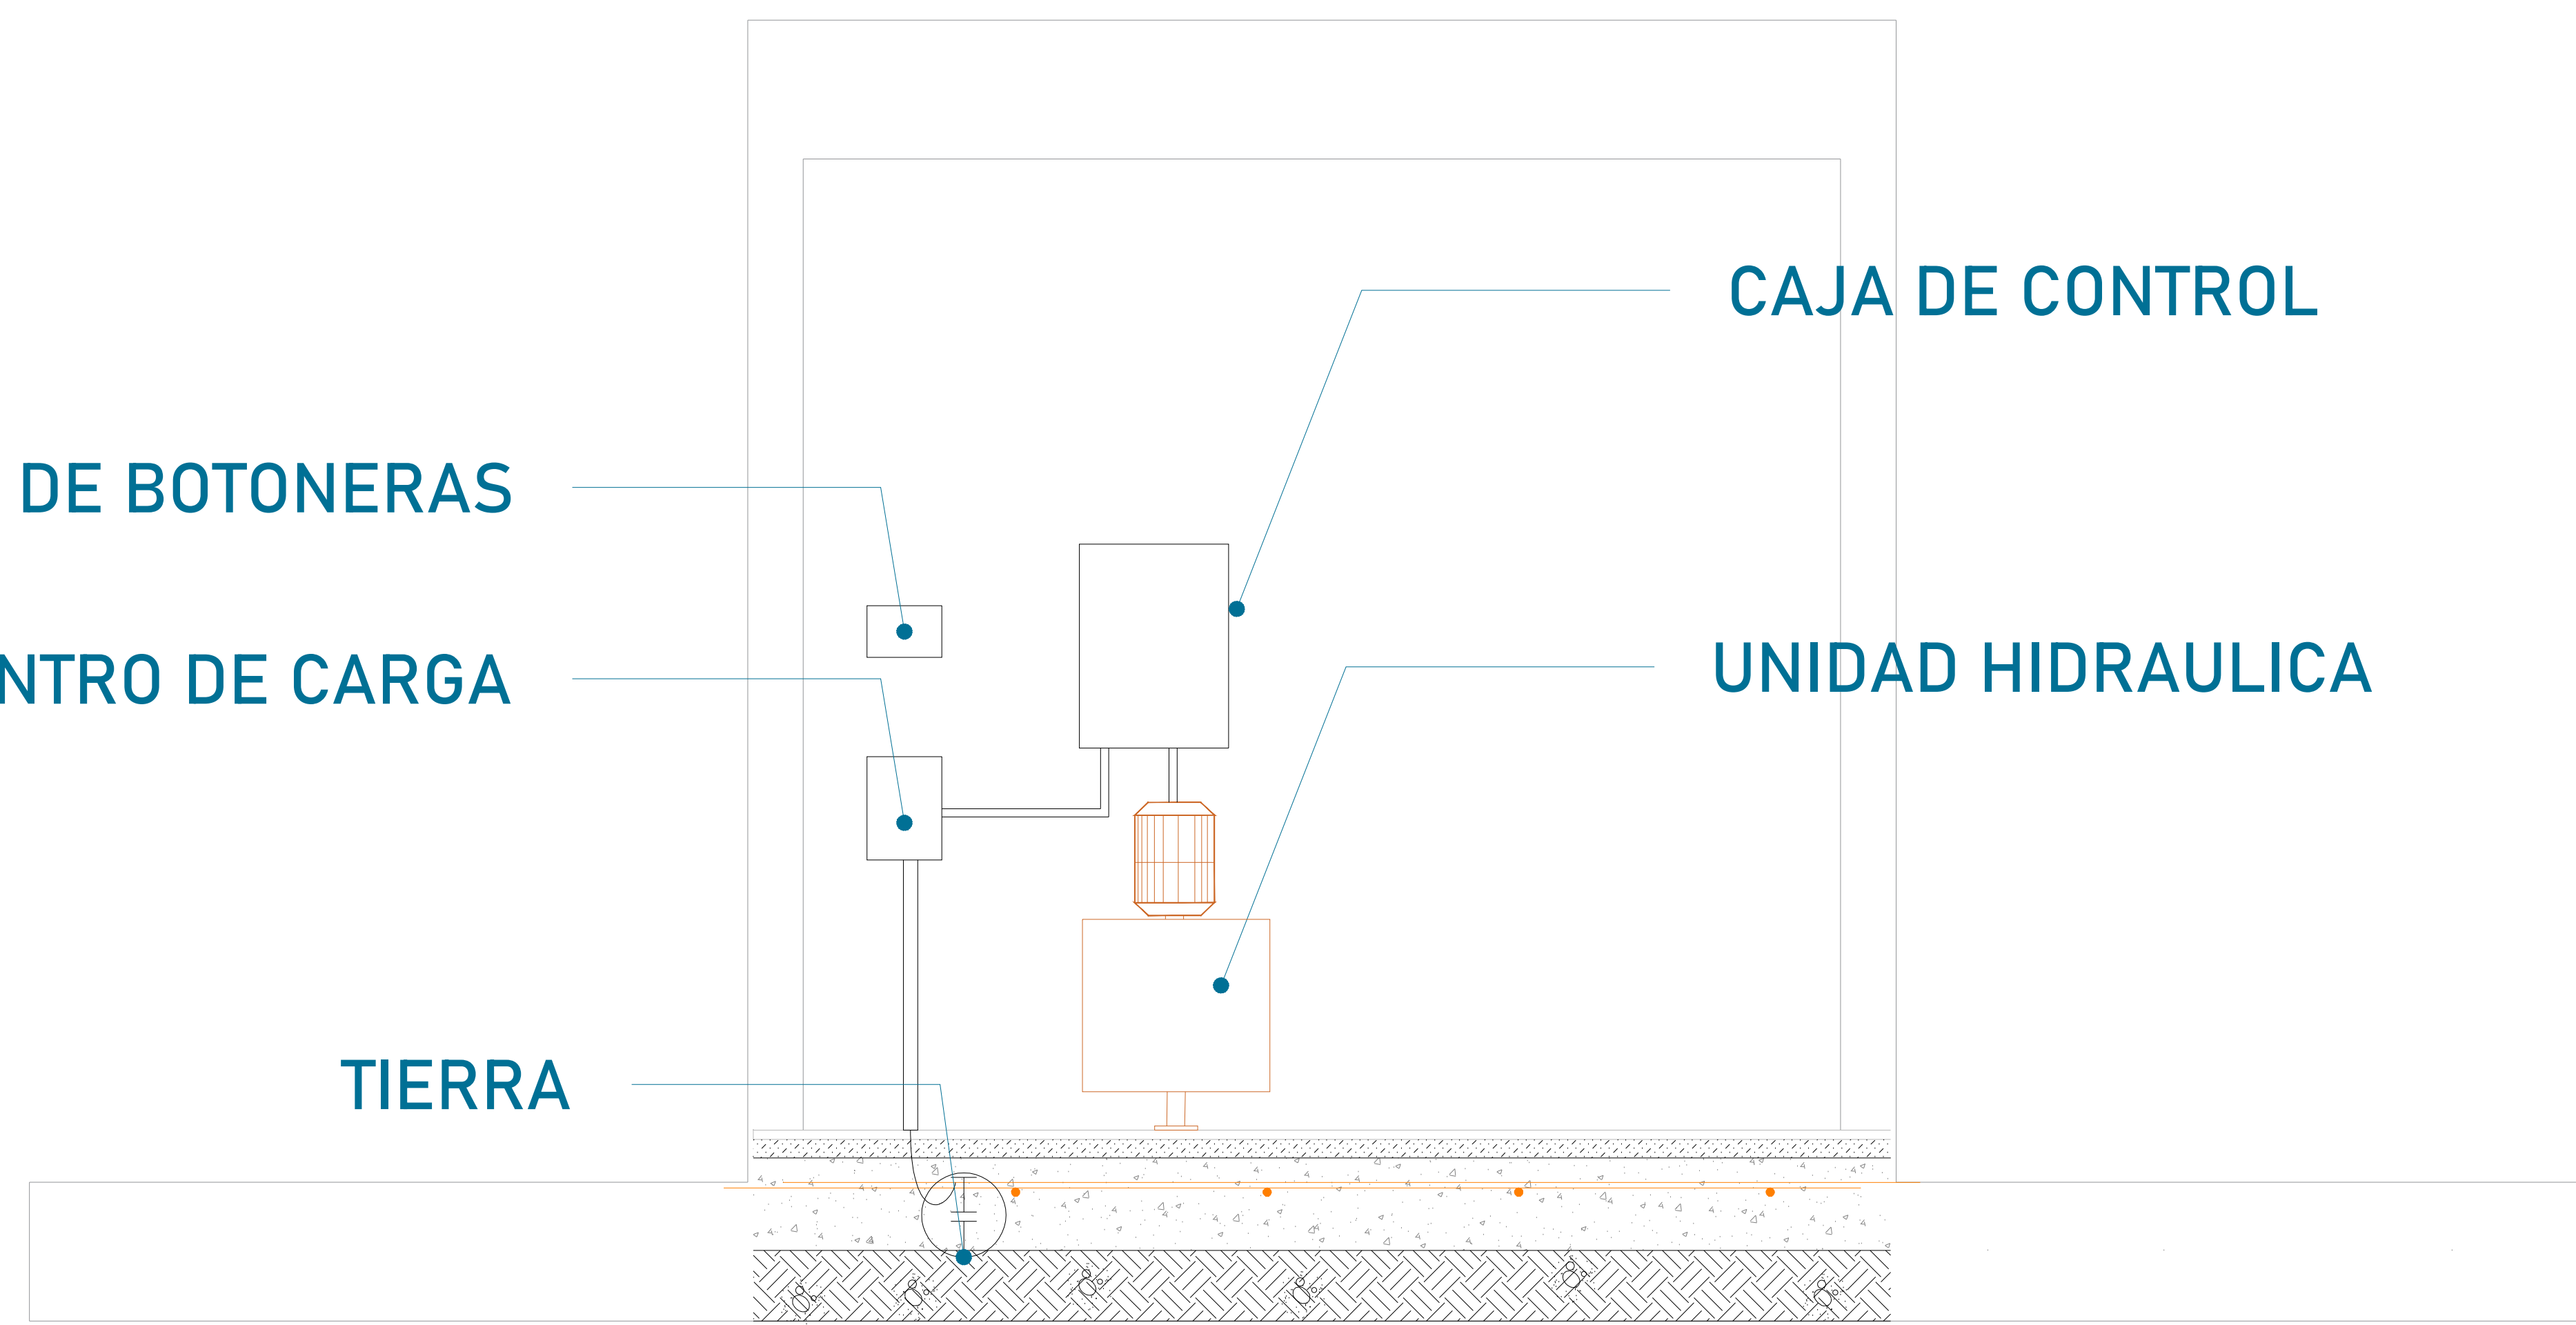 CAJA DE CONTROL
DE BOTONERAS
UNIDAD HIDRAULICA
NTRO DE CARGA
TIERRA